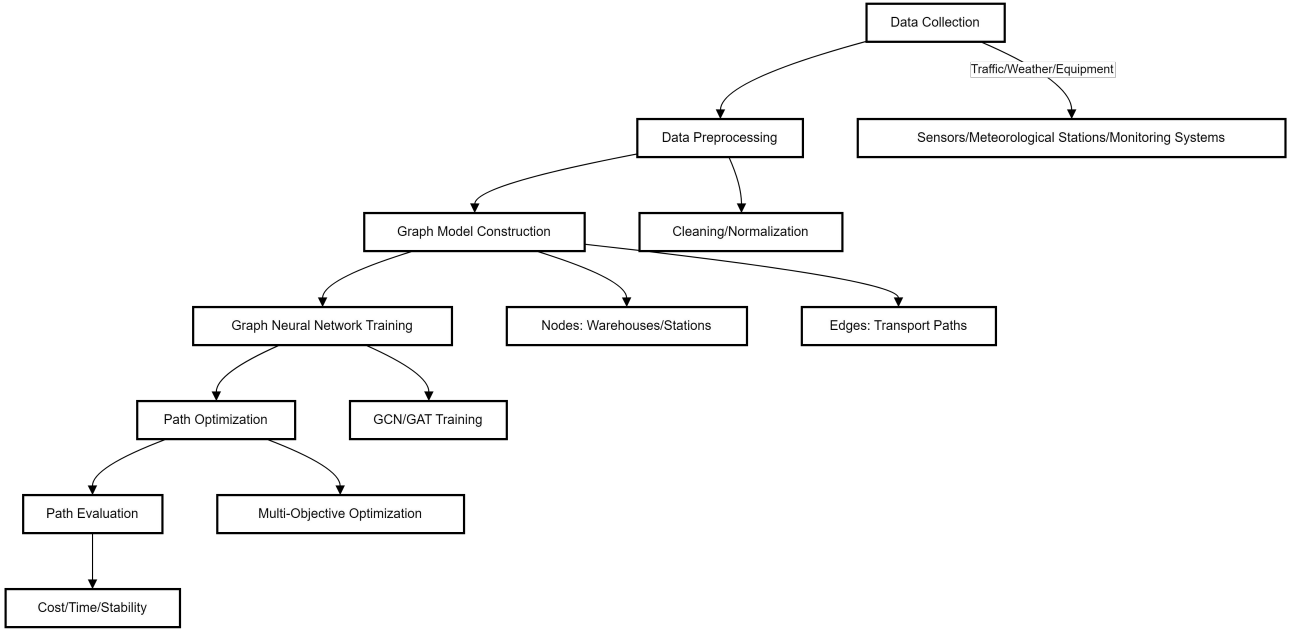 Data Collection
Traffic/Weather/Equipment
Data Preprocessing
Sensors/Meteorological Stations/Monitoring Systems
Graph Model Construction
Cleaning/Normalization
Graph Neural Network Training
Nodes: Warehouses/Stations
Edges: Transport Paths
Path Optimization
GCN/GAT Training
Path Evaluation
Multi-Objective Optimization
Cost/Time/Stability